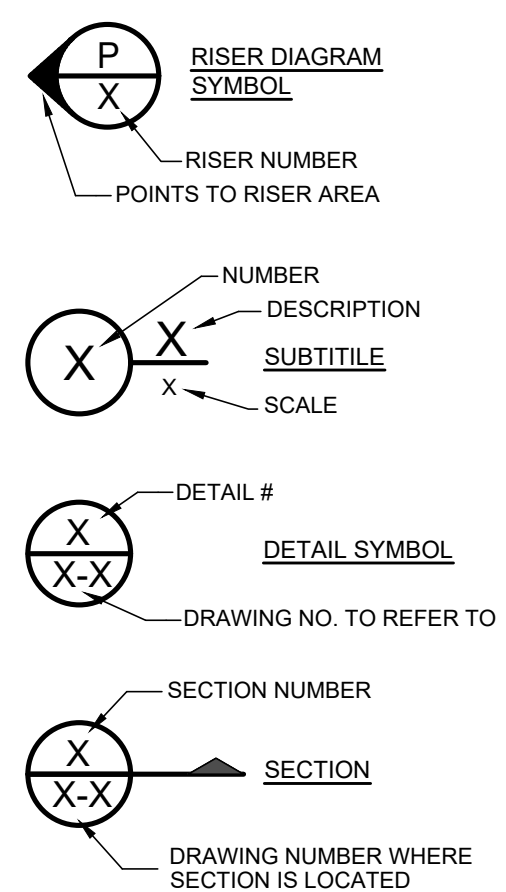 P
X
RISER DIAGRAM
SYMBOL
RISER NUMBER
POINTS TO RISER AREA
NUMBER
DESCRIPTION
X
X
SUBTITILE
X
SCALE
DETAIL #
X
X-X
DETAIL SYMBOL
DRAWING NO. TO REFER TO
SECTION NUMBER
X
X-X
SECTION
DRAWING NUMBER WHERE
SECTION IS LOCATED